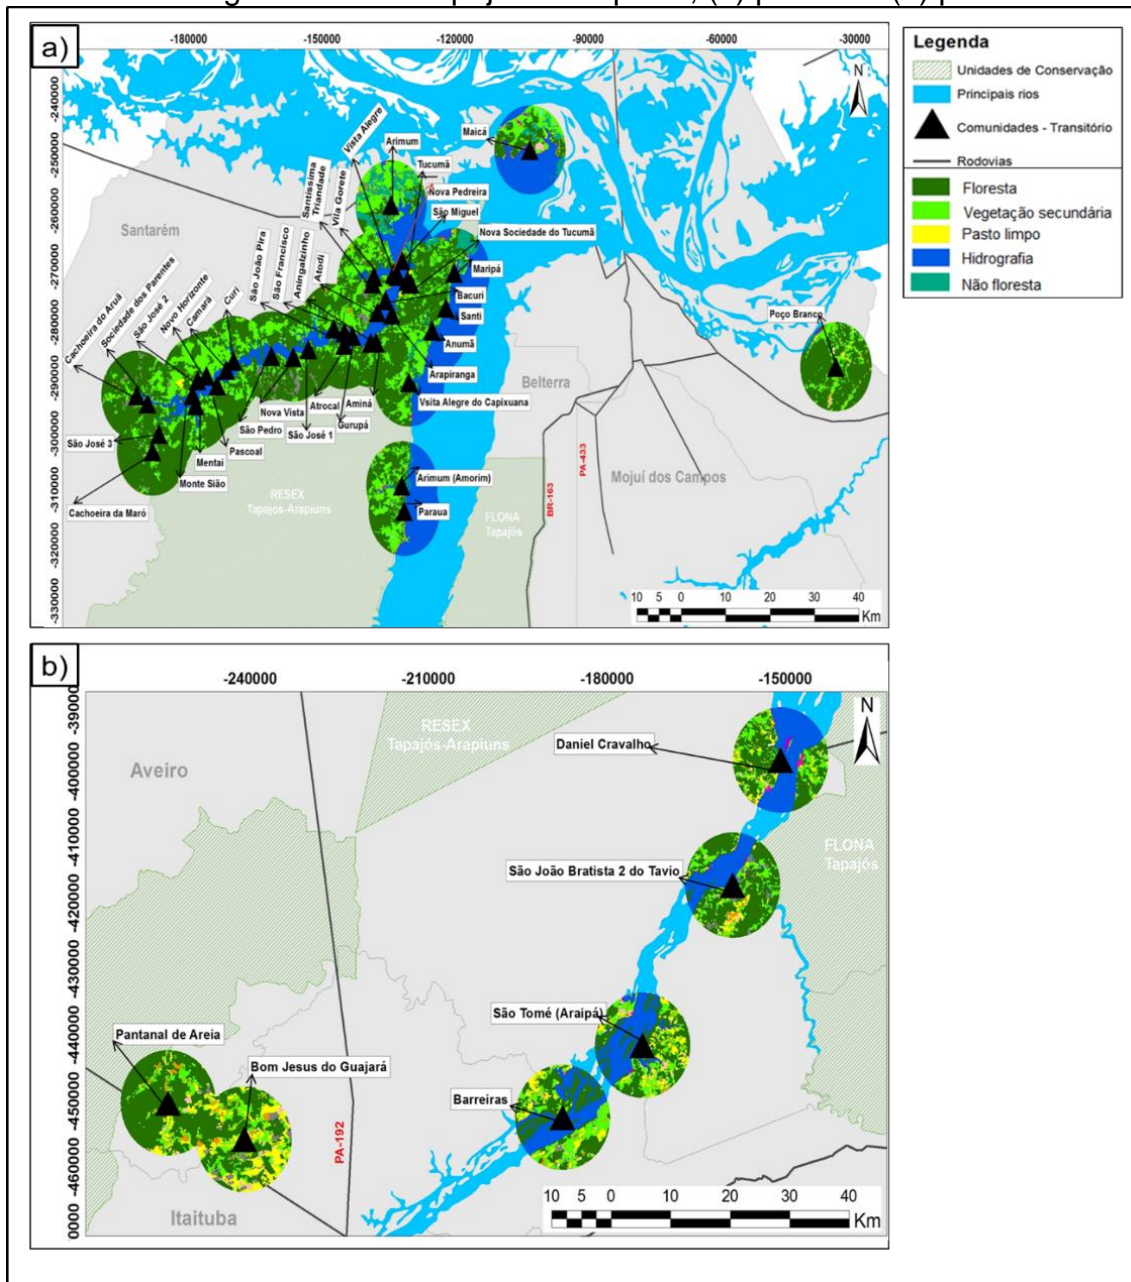 a)
-180000
-150000
-120000
-90000
-60000
-30000
-240000
-250000
-260000
-270000
-280000
-290000
-300000
-310000
-320000
-330000
N
Maicá
Vista Alegre
Arimum
Tucumã
Santíssima
Triandade
Vila Gorete
Nova Pedreira
São Miguel
Nova Sociedade do Tucumã
Santarém
São João Pira
São Francisco
Aningalzinho
Atodi
Maripá
Bacuri
Santi
Anumã
Arapiranga
Vsita Alegre do Capixuana
Cachoeira do Aruá
Sociedade dos Parentes
São José 2
Novo Horizonte
Camará
Curi
Poço Branco
Belterra
São José 3
Nova Vista
Atrocal
Aminá
São Pedro
São José 1
Gurupá
Mentai
Pascoal
Monte Sião
Cachoeira da Maró
RESEX
Tapajós-Arapiuns
Arimum (Amorim)
Paraua
FLONA
Tapajós
BR-163
PA-433
Mojuí dos Campos
10 5 0 10 20 30 40
Km
Legenda
Unidades de Conservação
Principais rios
Comunidades - Transitório
Rodovias
Floresta
Vegetação secundária
Pasto limpo
Hidrografia
Não floresta
b)
-240000
-210000
-180000
-150000
-400000
-410000
-420000
-430000
-440000
-450000
-460000
N
RESEX
Tapajós-Arapiuns
Aveiro
Daniel Cravalho
FLONA
Tapajós
São João Bratista 2 do Tavio
São Tomé (Araipá)
Pantanal de Areia
Bom Jesus do Guajará
Barreiras
PA-192
Itaituba
10 5 0 10 20 30 40
Km